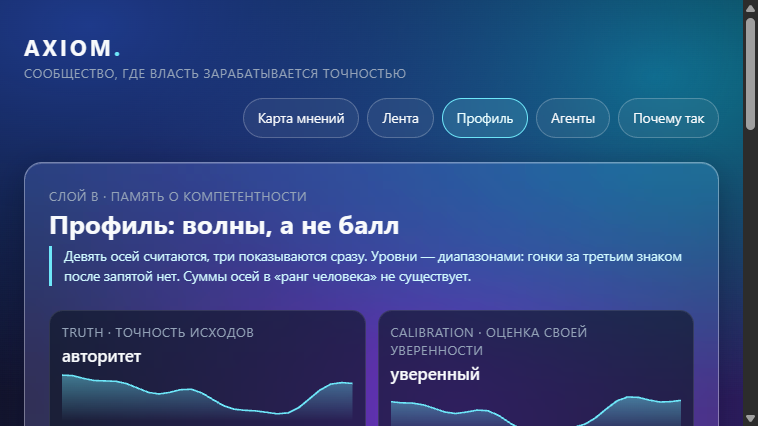 AXIOM.
СООБЩЕСТВО, ГДЕ ВЛАСТЬ ЗАРАБАТЫВАЕТСЯ ТОЧНОСТЬЮ
Карта мнений
Лента
Профиль
Агенты
Почему так
СЛОЙ B · ПАМЯТЬ О КОМПЕТЕНТНОСТИ
Профиль: волны, а не балл
Девять осей считаются, три показываются сразу. Уровни — диапазонами: гонки за третьим знаком
после запятой нет. Суммы осей в «ранг человека» не существует.
TRUTH · ТОЧНОСТЬ ИСХОДОВ
авторитет
CALIBRATION · ОЦЕНКА СВОЕЙ
УВЕРЕННОСТИ
уверенный